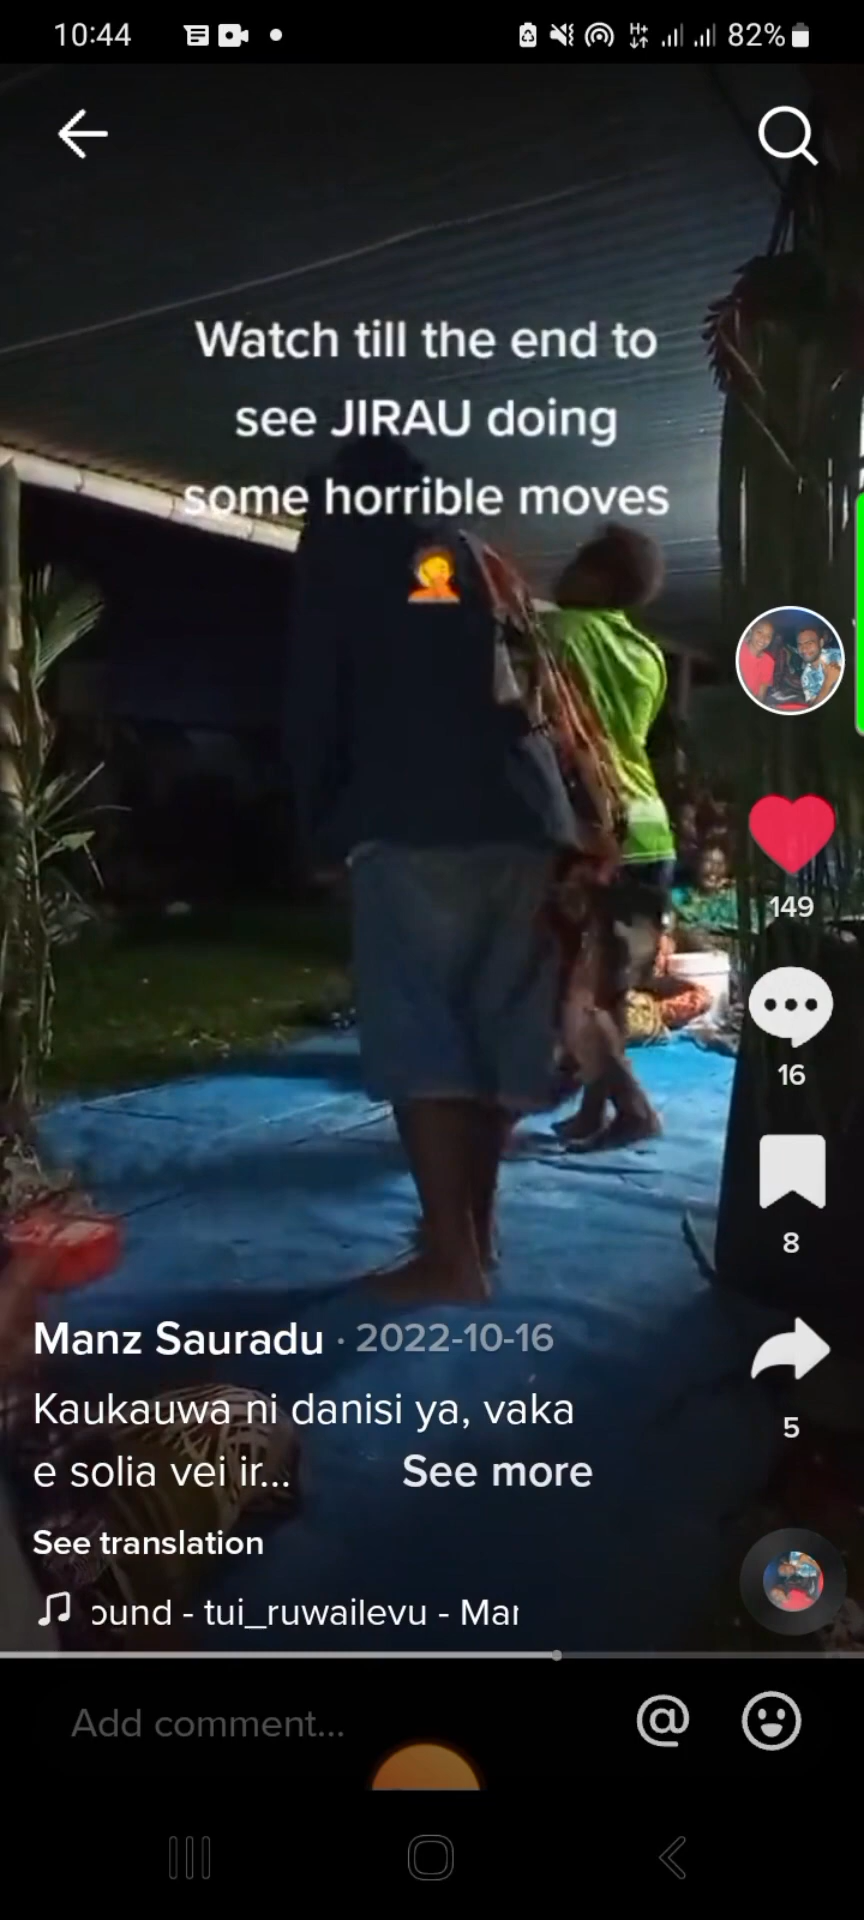 10:44
82%
Watch till the end to
see JIRAU doing
some horrible moves
🤦
149
16
8
5
Manz Sauradu · 2022-10-16
Kaukauwa ni danisi ya, vaka
e solia vei ir... See more
See translation
ound - tui_ruwailevu - Mar
Add comment...